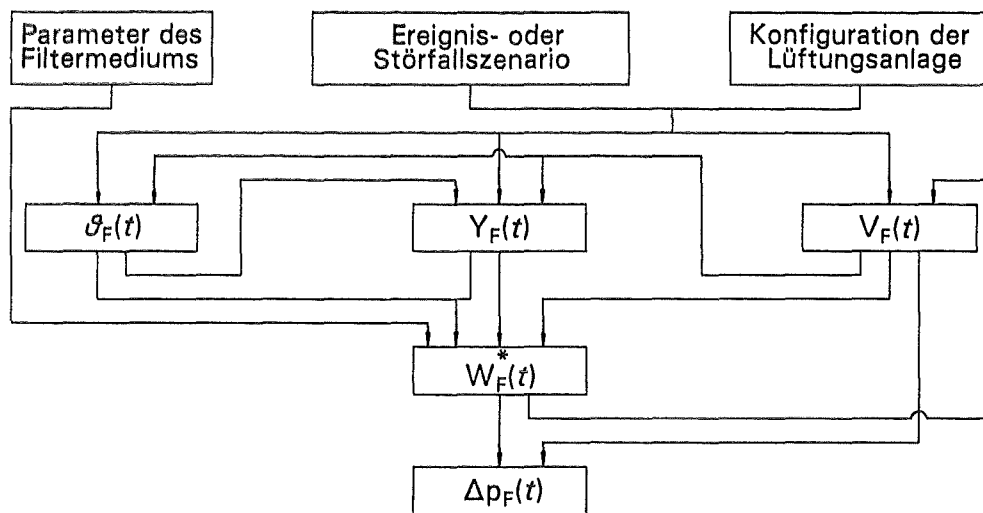 Parameter des
Filtermediums
Ereignis- oder
Störfallszenario
Konfiguration der
Lüftungsanlage
ϑF(t)
YF(t)
VF(t)
W*F(t)
ΔpF(t)